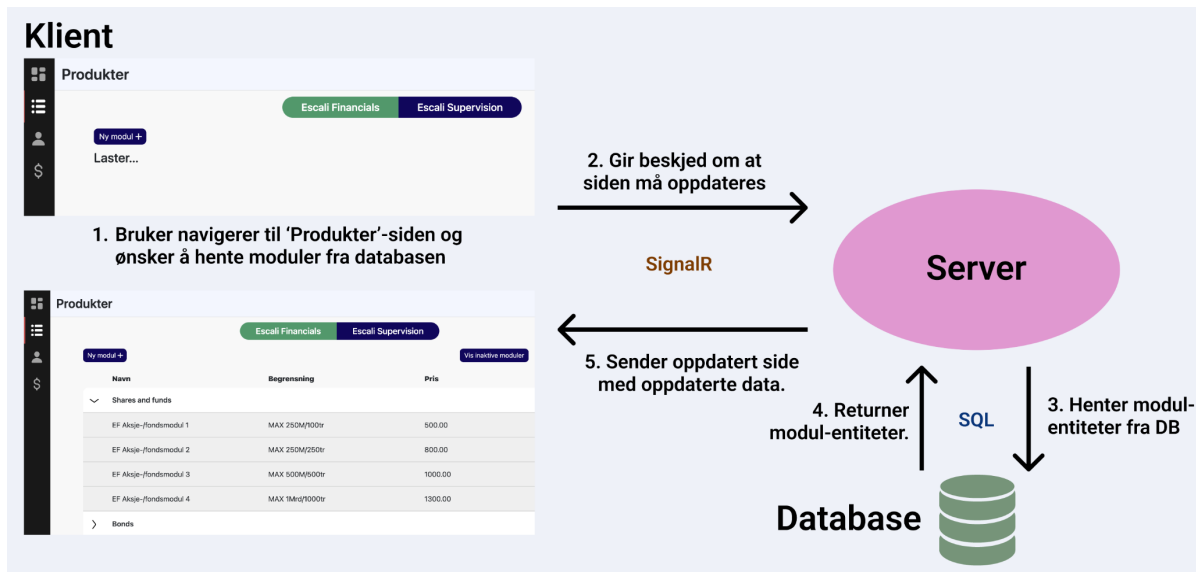 Klient
Produkter
Escali Financials Escali Supervision
Ny modul +
Laster...
1. Bruker navigerer til ‘Produkter’-siden og
ønsker å hente moduler fra databasen
Produkter
Escali Financials Escali Supervision
Ny modul + Vis inaktive moduler
Navn Begrensning Pris
Shares and funds
EF Aksje-/fondsmodul 1 MAX 250M/100tr 500.00
EF Aksje-/fondsmodul 2 MAX 250M/250tr 800.00
EF Aksje-/fondsmodul 3 MAX 500M/500tr 1000.00
EF Aksje-/fondsmodul 4 MAX 1Mrd/1000tr 1300.00
Bonds
2. Gir beskjed om at
siden må oppdateres
SignalR
5. Sender oppdatert side
med oppdaterte data.
Server
4. Returner
modul-entiteter.
SQL
3. Henter modul-
entiteter fra DB
Database